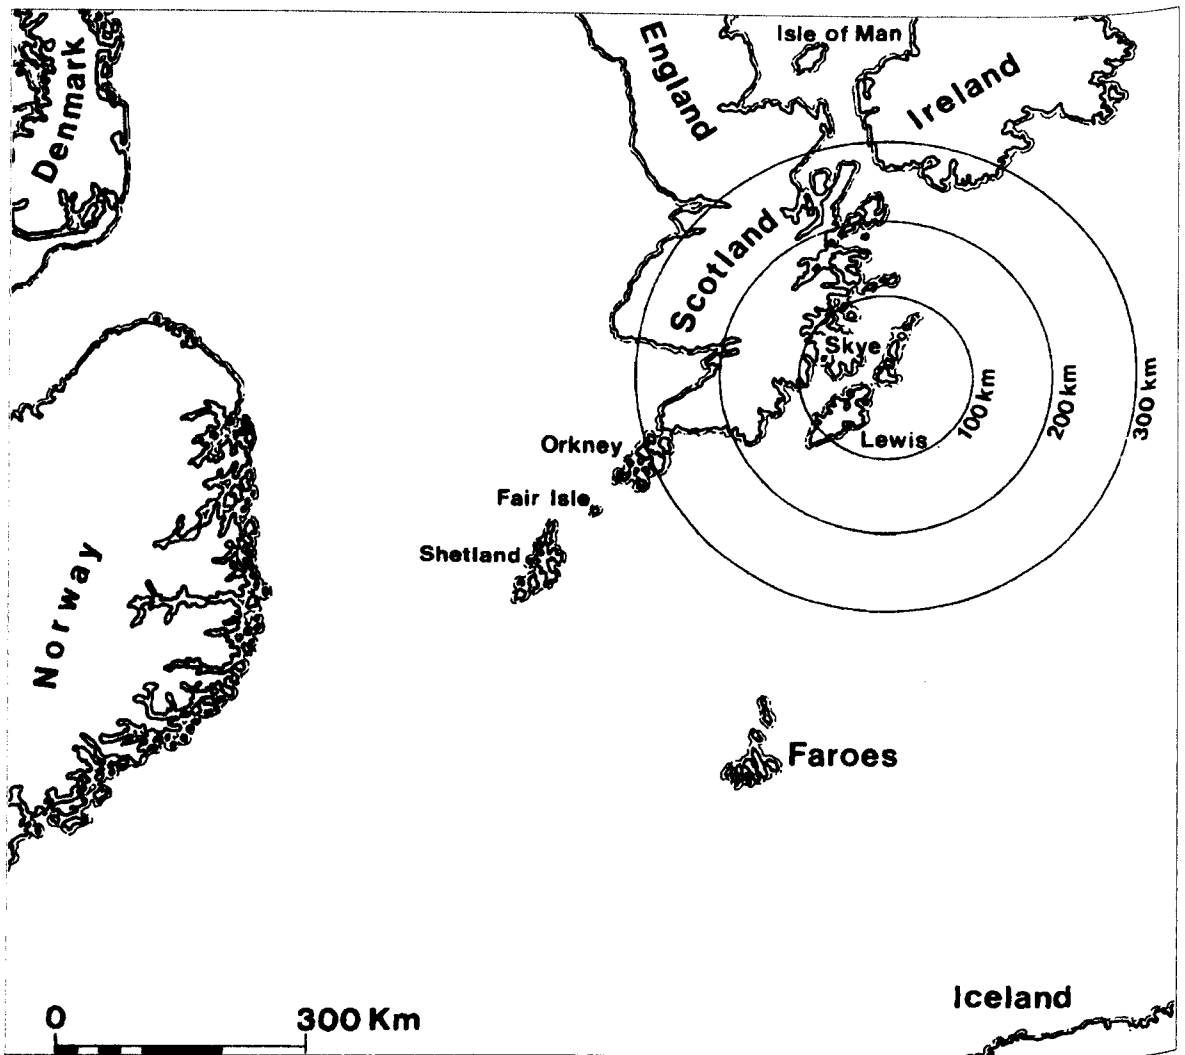 Isle of Man
England
Ireland
Denmark
Scotland
Skye
100 km
200 km
300 km
Lewis
Orkney
Fair Isle
Shetland
Norway
Faroes
Iceland
0 300 Km